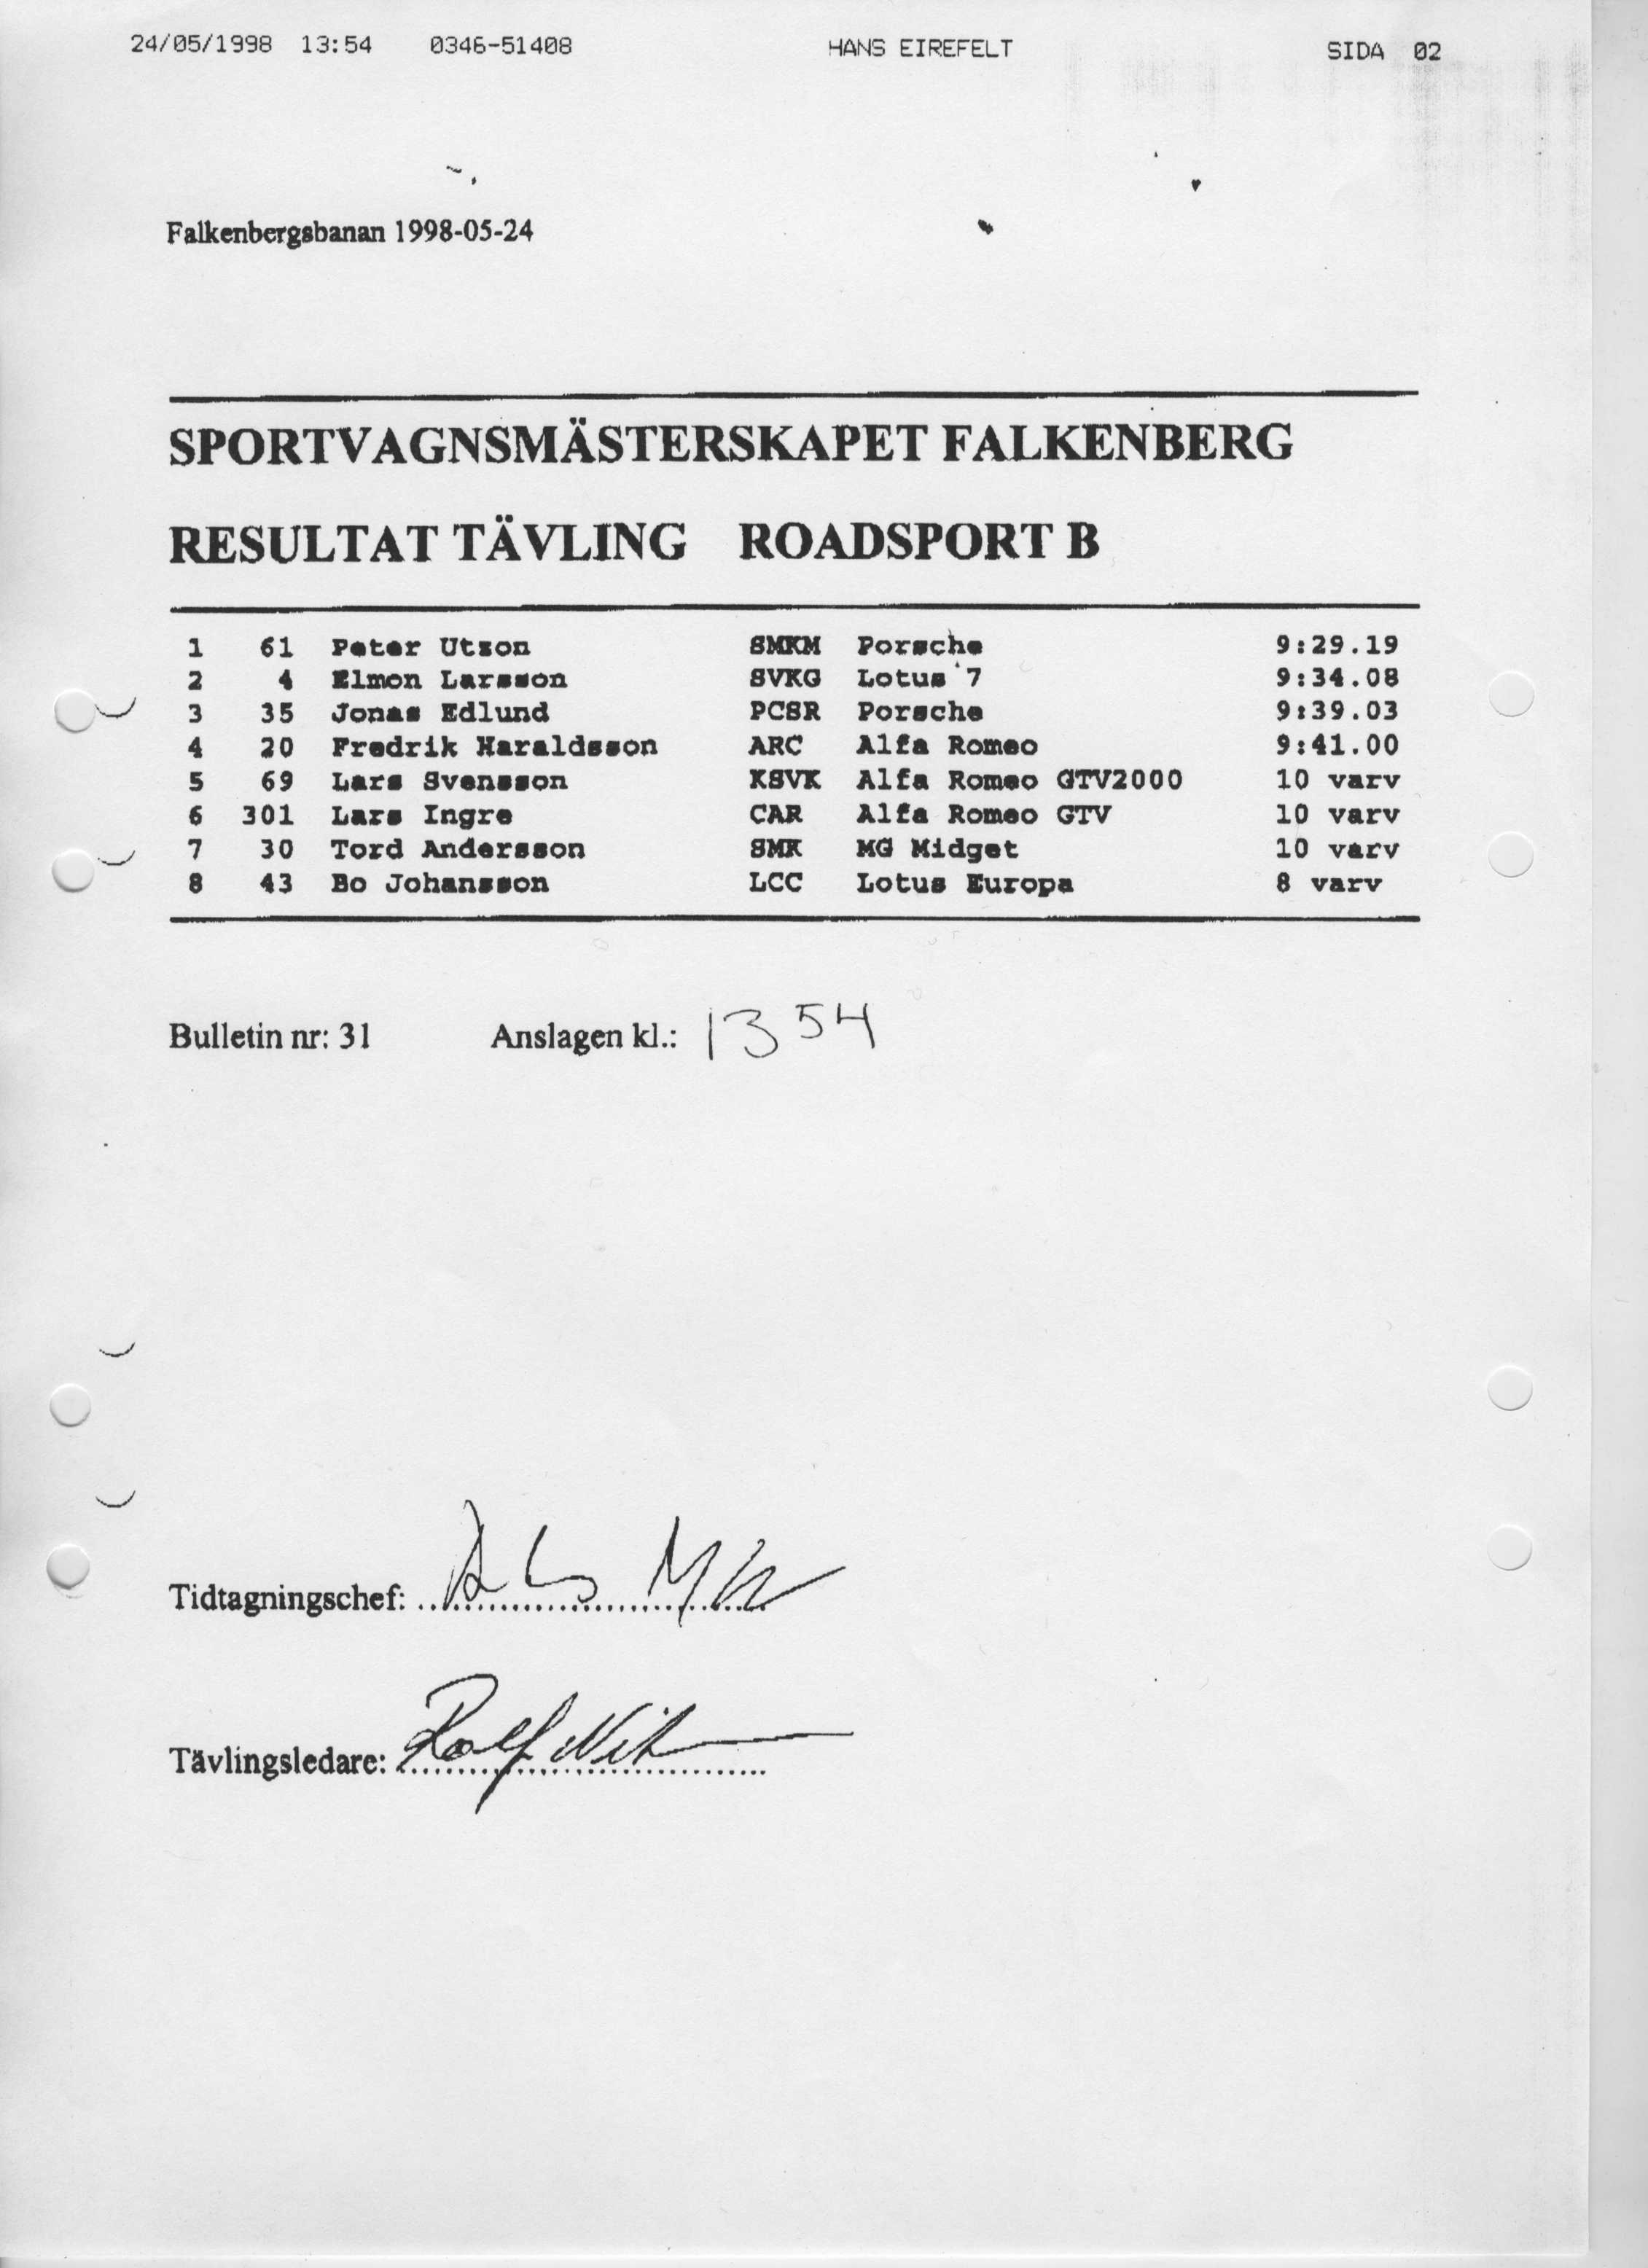 24/05/1998 13:54 0346-51408 HANS EIREFELT SIDA 02
Falkenbergsbanan 1998-05-24
SPORTVAGNSMÄSTERSKAPET FALKENBERG
RESULTAT TÄVLING ROADSPORT B
1 61 Peter Utson SMKM Porsche 9:29.19
2 4 Elmon Larsson SVKG Lotus 7 9:34.08
3 35 Jonas Edlund PCSR Porsche 9:39.03
4 20 Fredrik Haraldsson ARC Alfa Romeo 9:41.00
5 69 Lars Svensson KSVK Alfa Romeo GTV2000 10 varv
6 301 Lars Ingre CAR Alfa Romeo GTV 10 varv
7 30 Tord Andersson SMK MG Midget 10 varv
8 43 Bo Johansson LCC Lotus Europa 8 varv
Bulletin nr: 31 Anslagen kl.: 1354
Tidtagningschef:
Tävlingsledare: Rolf